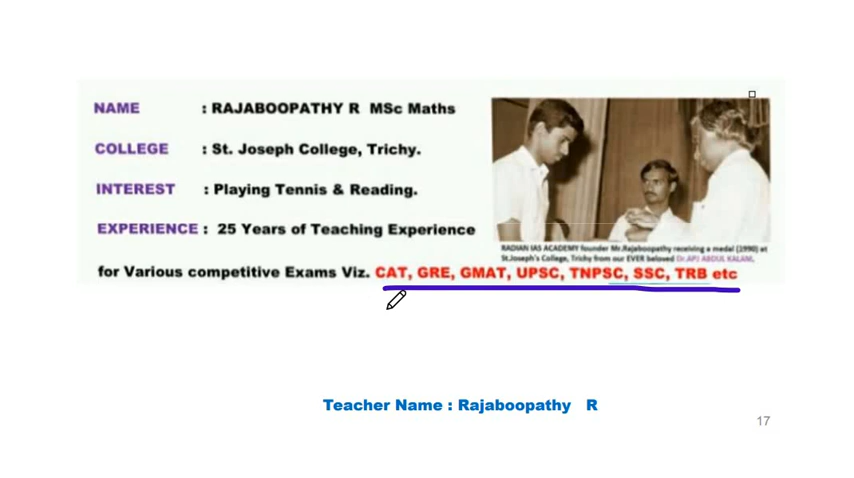 NAME : RAJABOOPATHY R MSc Maths
COLLEGE : St. Joseph College, Trichy.
INTEREST : Playing Tennis & Reading.
EXPERIENCE : 25 Years of Teaching Experience
for Various competitive Exams Viz. CAT, GRE, GMAT, UPSC, TNPSC, SSC, TRB etc
RADIAN IAS ACADEMY founder Mr.Rajaboopathy receiving a medal (1990) at
St.Joseph's College, Trichy from our EVER beloved Dr.APJ ABDUL KALAM.
Teacher Name : Rajaboopathy R
17